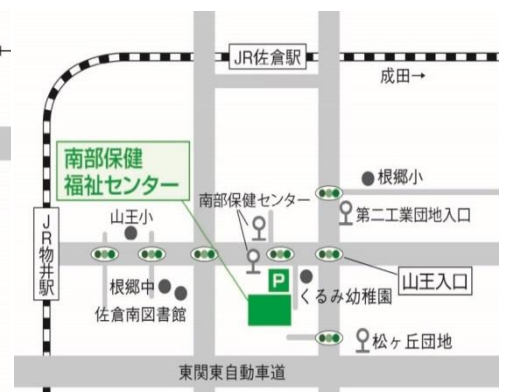 JR佐倉駅
成田→
南部保健
福祉センター
根郷小
南部保健センター
第二工業団地入口
山王小
JR物井駅
P
山王入口
根郷中
くるみ幼稚園
佐倉南図書館
松ヶ丘団地
東関東自動車道